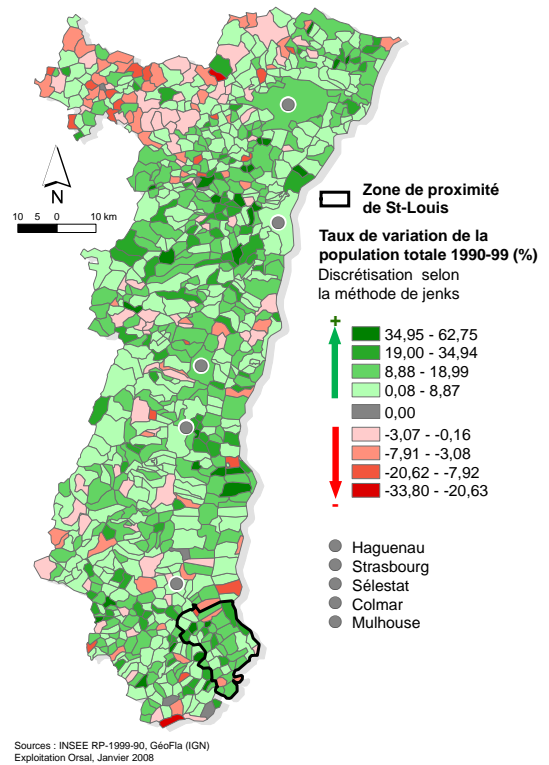 10 5 0 10 km
Zone de proximité
de St-Louis
Taux de variation de la
population totale 1990-99 (%)
Discrétisation selon
la méthode de jenks
+
34,95 - 62,75
19,00 - 34,94
8,88 - 18,99
0,08 - 8,87
0,00
-3,07 - -0,16
-7,91 - -3,08
-20,62 - -7,92
-33,80 - -20,63
-
Haguenau
Strasbourg
Sélestat
Colmar
Mulhouse
N
Sources : INSEE RP-1999-90, GéoFla (IGN)
Exploitation Orsal, Janvier 2008